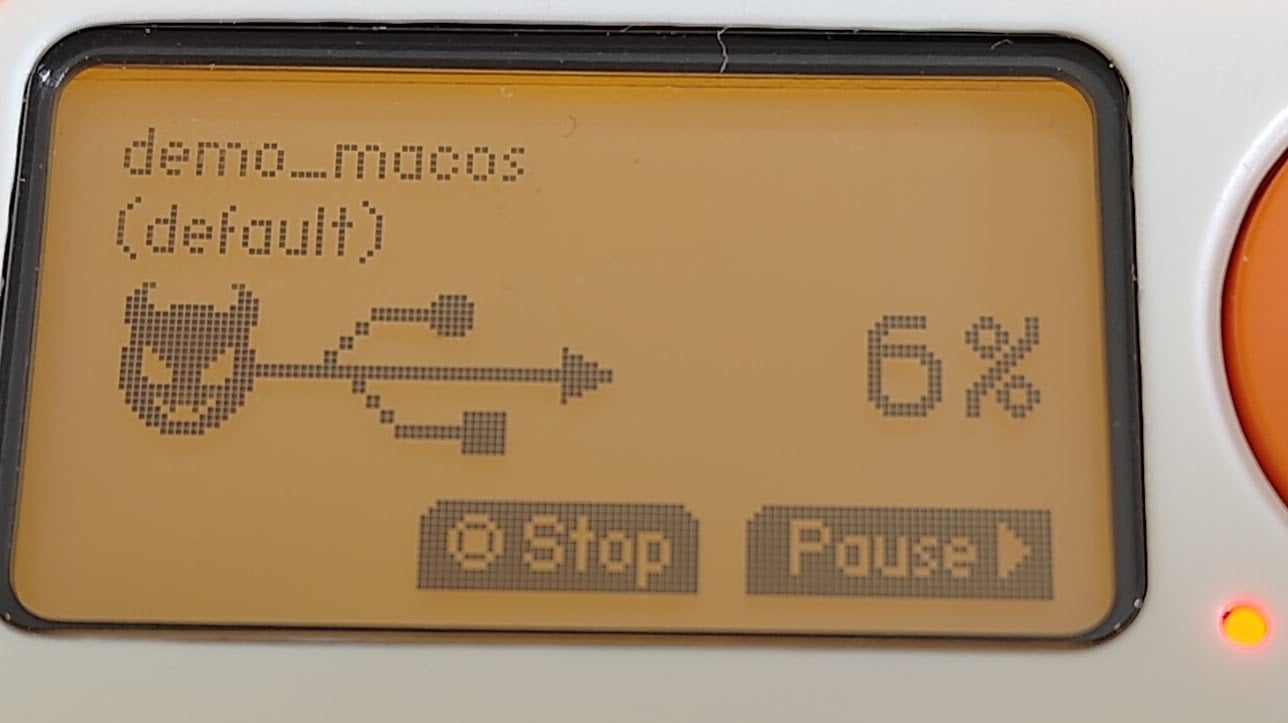 demo_macos
(default)
6%
Stop
Pause